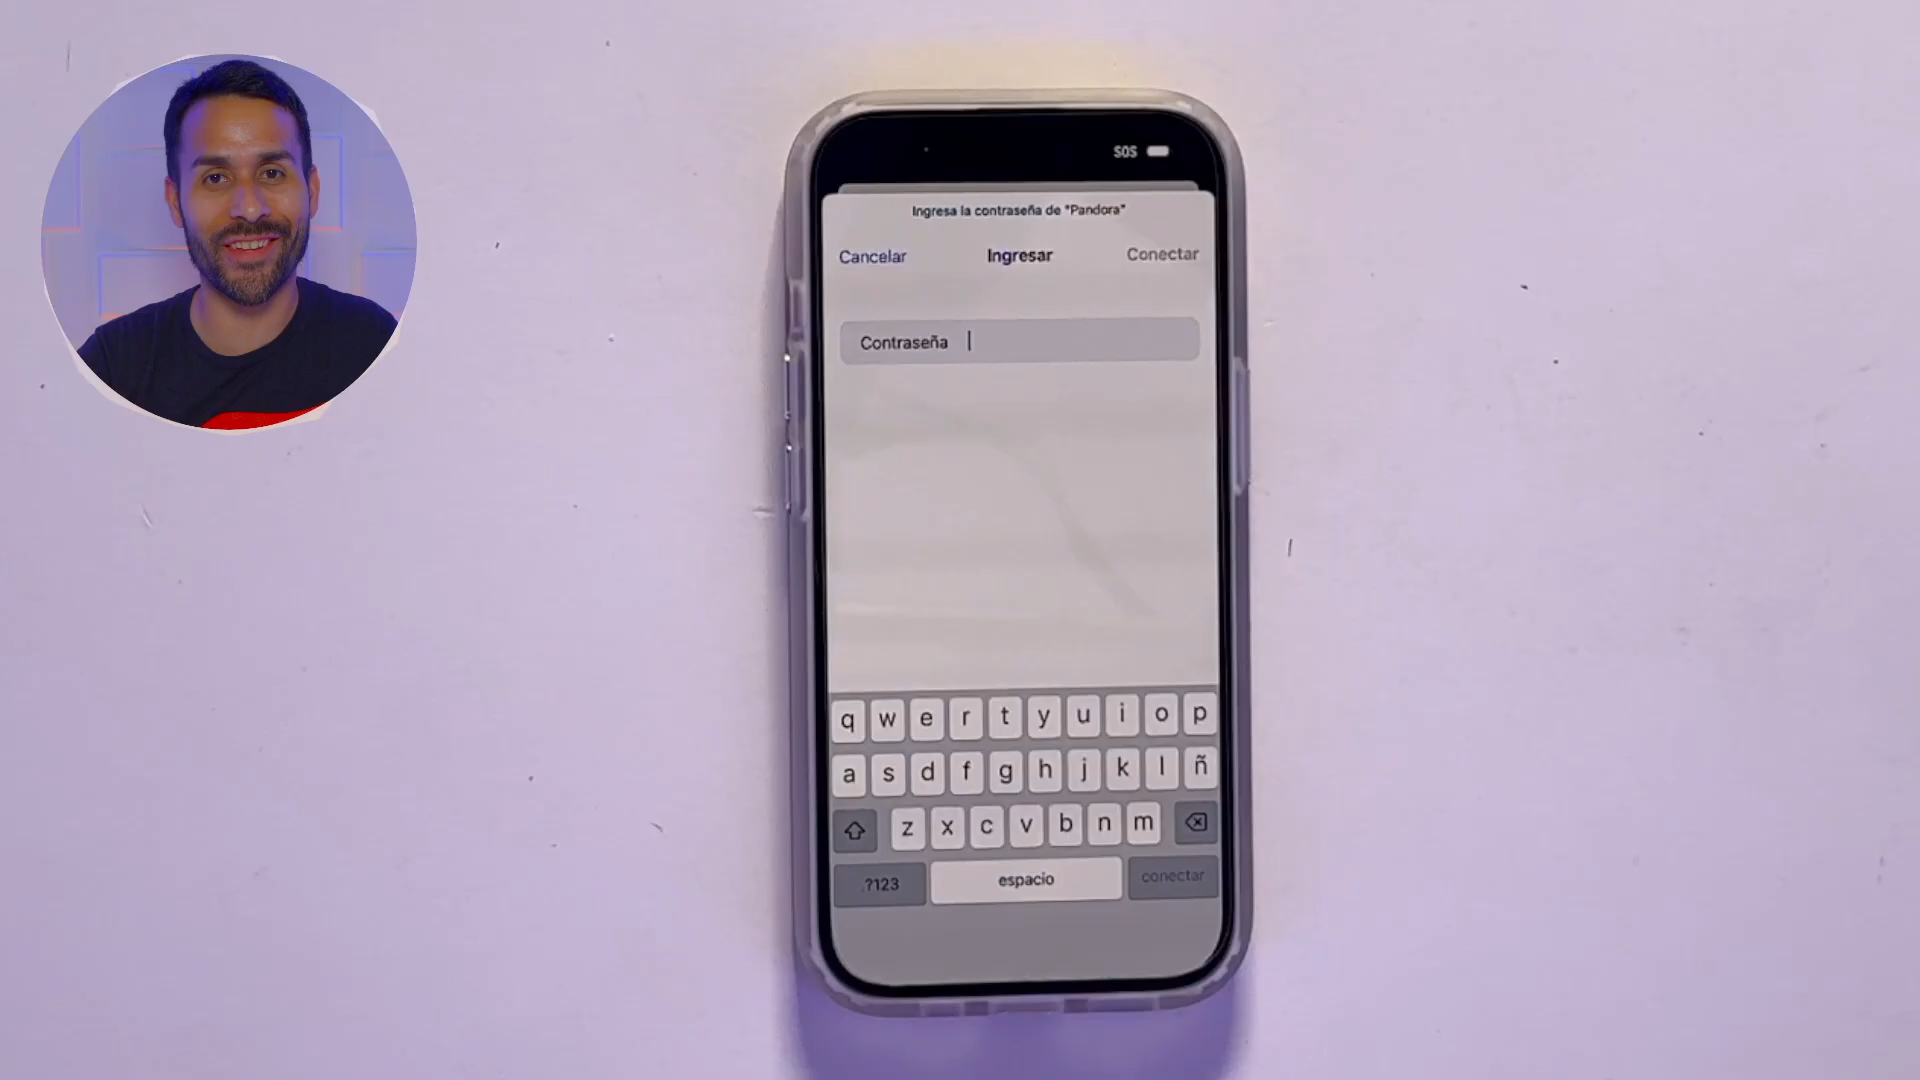 SOS
Ingresa la contraseña de "Pandora"
Cancelar Ingresar Conectar
Contraseña
q w e r t y u i o p
a s d f g h j k l ñ
z x c v b n m
.?123 espacio conectar